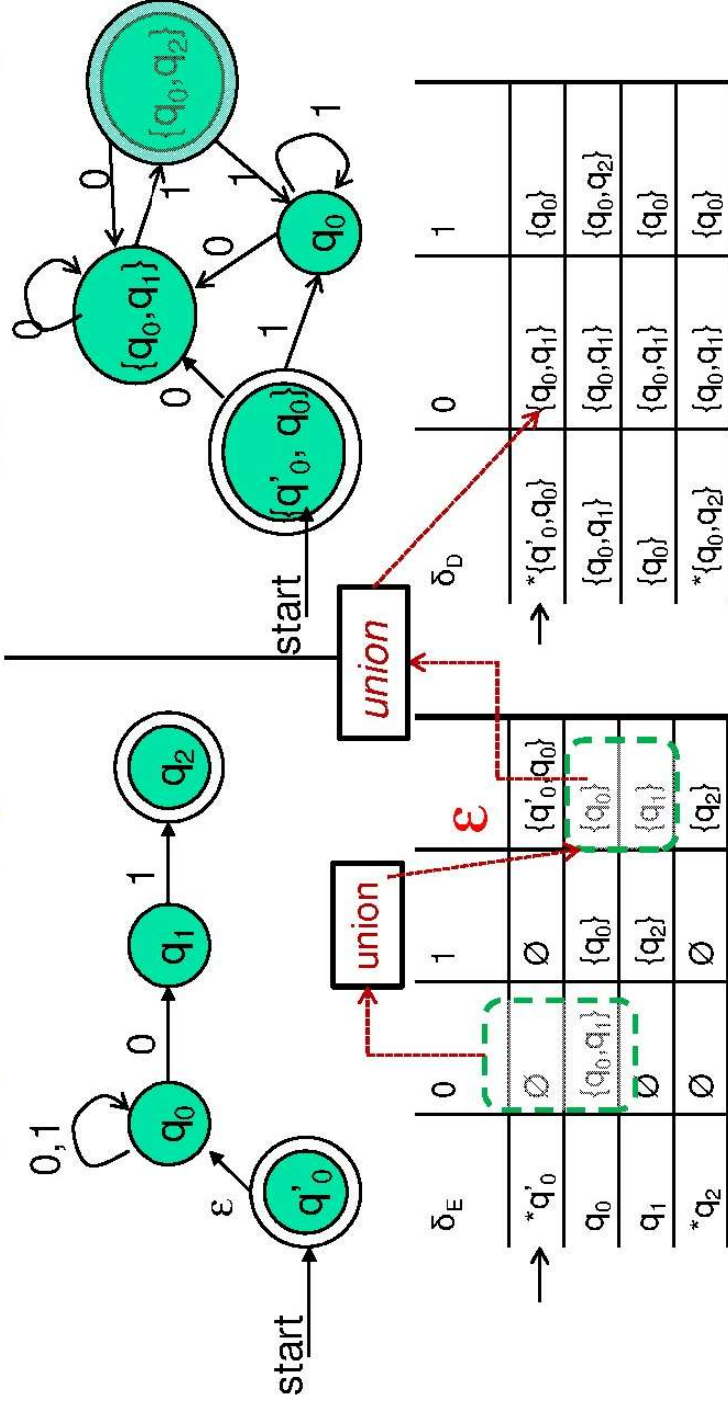 0,1
q0
0
q1
1
q2
ε
q'0
start
0
{q0,q1}
0
1
{q0,q2}
0
0
1
{q'0, q0}
1
q0
1
start
union
union
δE 0 1 ε
*q'0 Ø Ø {q'0,q0}
q0 {q0,q1} {q0} {q0}
q1 Ø {q2} {q1}
*q2 Ø Ø {q2}
δD 0 1
*{q'0,q0} {q0,q1} {q0}
{q0,q1} {q0,q1} {q0,q2}
{q0} {q0,q1} {q0}
*{q0,q2} {q0,q1} {q0}